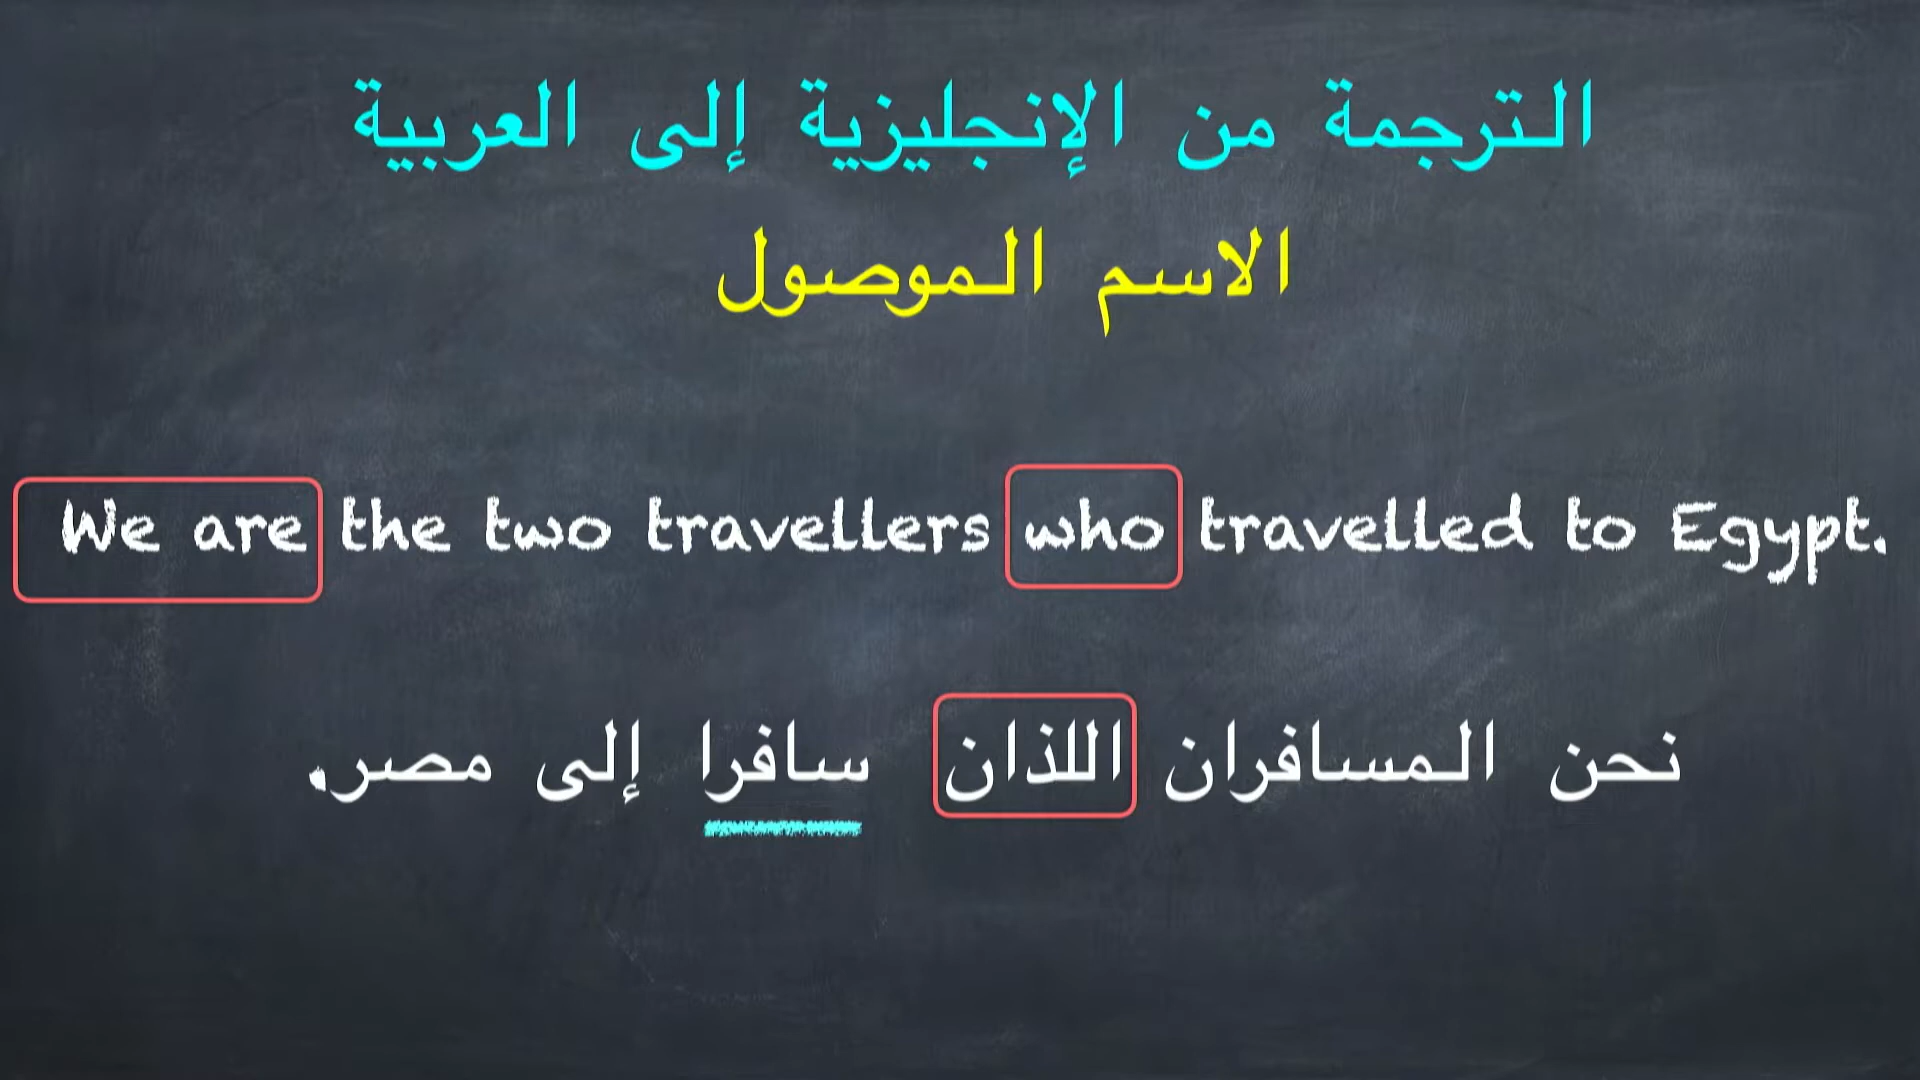 الترجمة من الإنجليزية إلى العربية
الاسم الموصول
We are the two travellers who travelled to Egypt.
نحن المسافران اللذان سافرا إلى مصر.